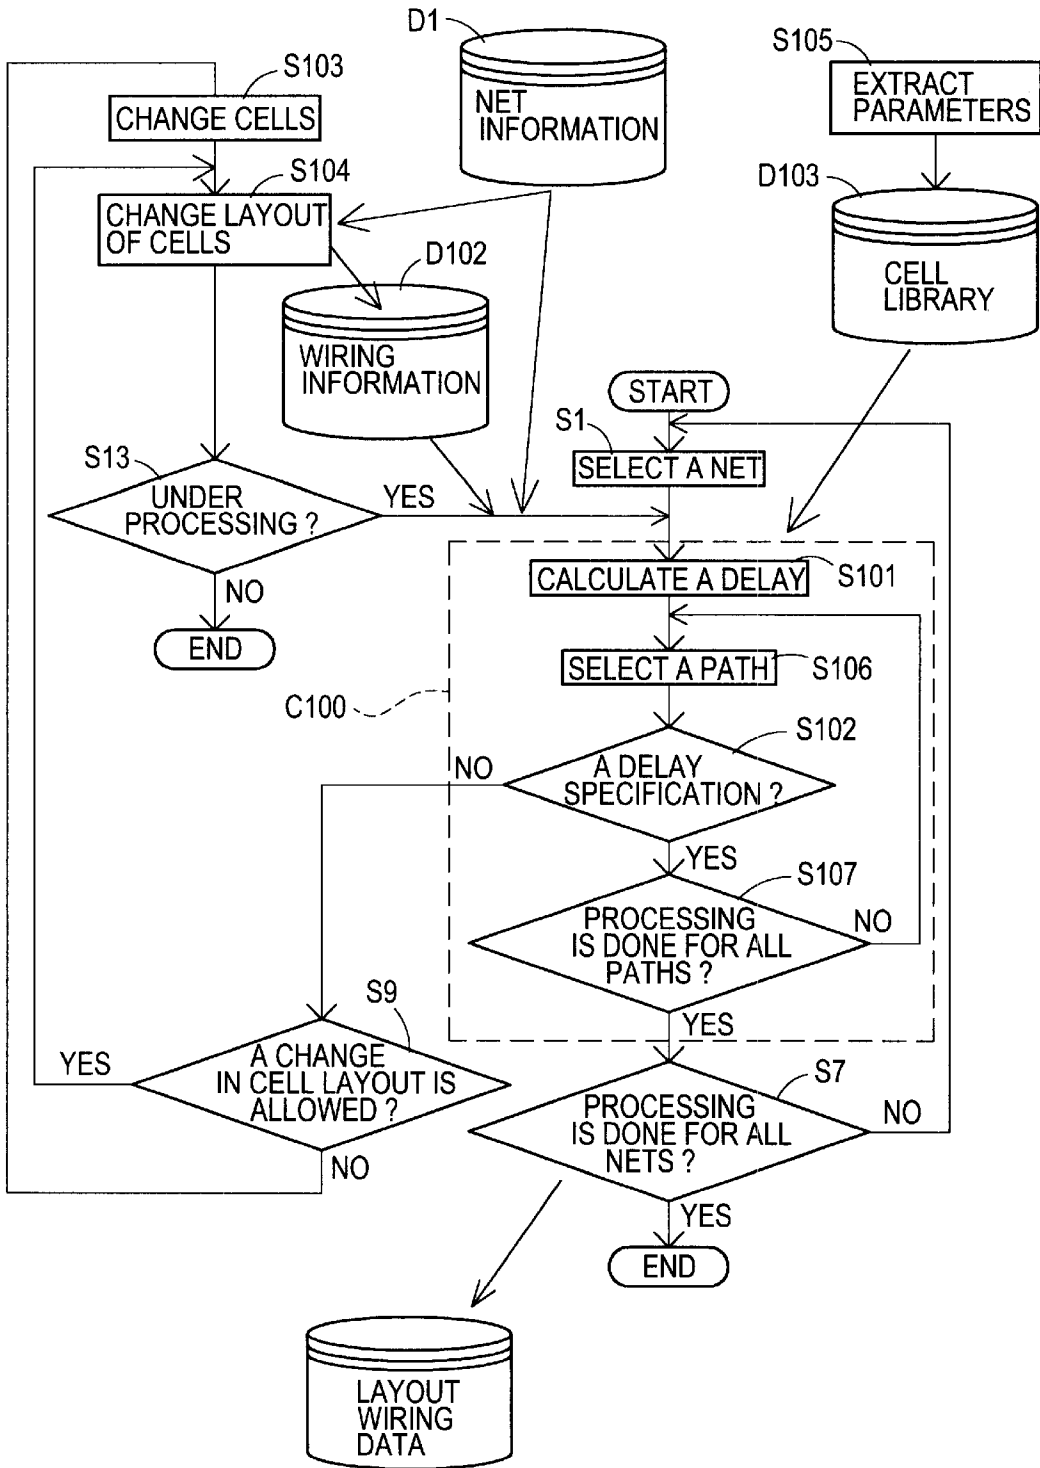 D1
NET
INFORMATION
S105
EXTRACT
PARAMETERS
S103
CHANGE CELLS
S104
CHANGE LAYOUT
OF CELLS
D103
CELL
LIBRARY
D102
WIRING
INFORMATION
START
S1
SELECT A NET
S13
UNDER
PROCESSING ?
YES
NO
END
CALCULATE A DELAY
S101
SELECT A PATH
S106
C100
S102
A DELAY
SPECIFICATION ?
NO
YES
S107
PROCESSING
IS DONE FOR ALL
PATHS ?
NO
YES
S9
A CHANGE
IN CELL LAYOUT IS
ALLOWED ?
YES
NO
S7
PROCESSING
IS DONE FOR ALL
NETS ?
NO
YES
END
LAYOUT
WIRING
DATA